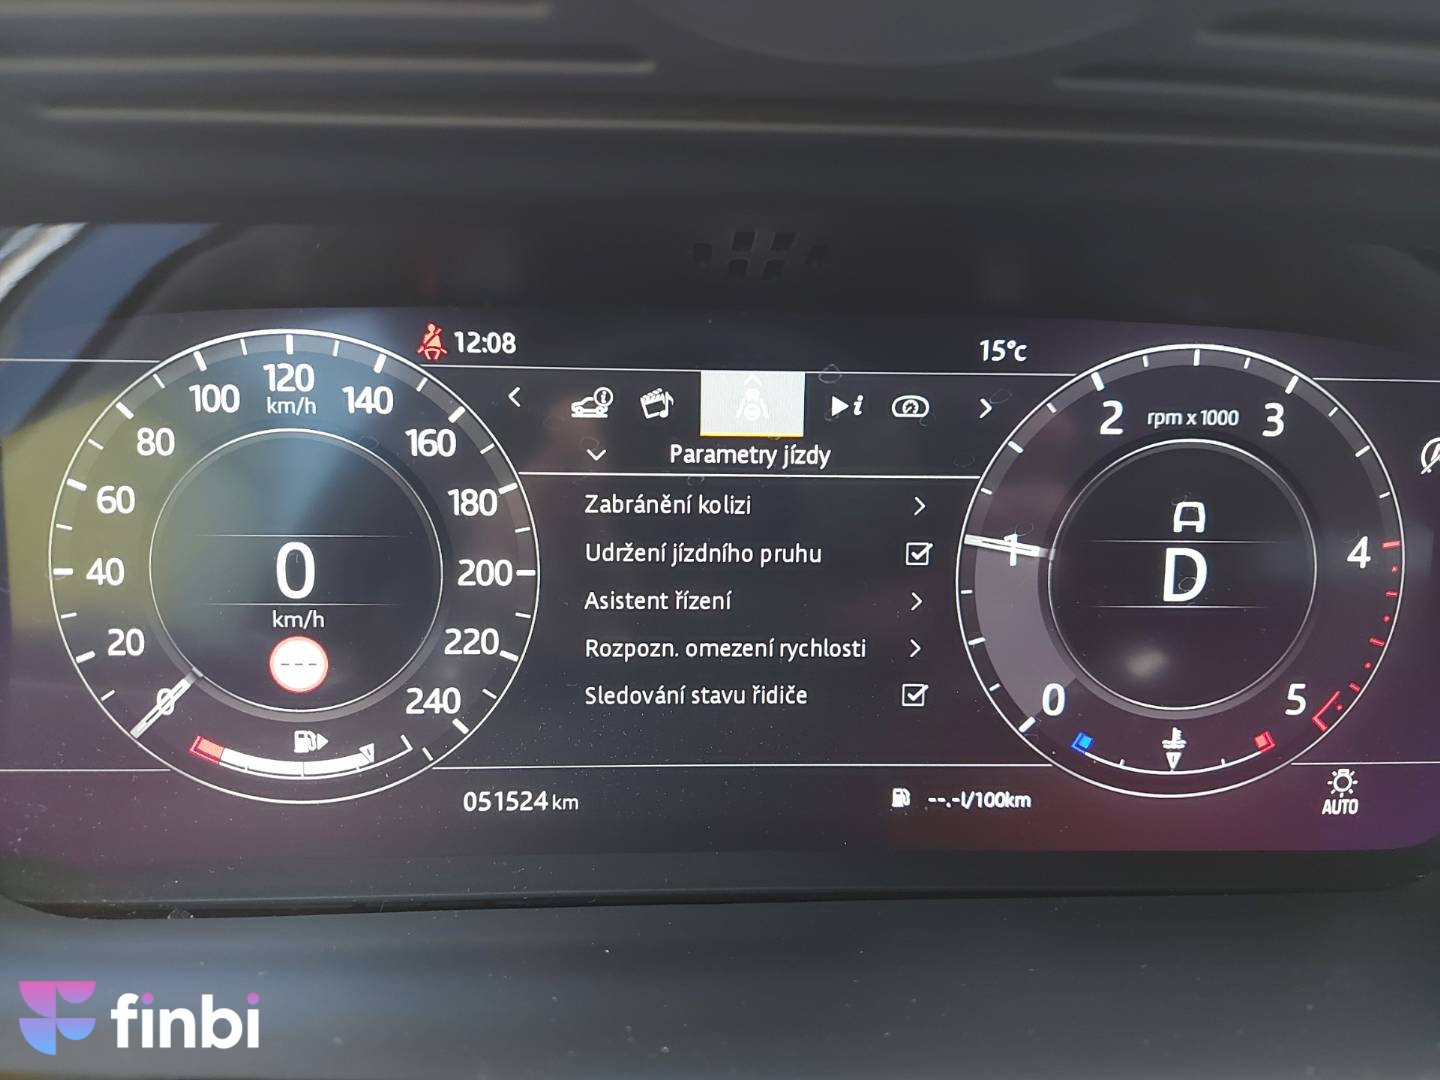 12:08
15°c
100 120 140
km/h
80 160
60 180
40 200
20 220
0 240
0
km/h
---
i
Parametry jízdy
Zabránění kolizi
Udržení jízdního pruhu
Asistent řízení
Rozpozn. omezení rychlosti
Sledování stavu řidiče
2 rpm x 1000 3
1 4
0 5
A
D
051524 km
--.-l/100km
AUTO
finbi